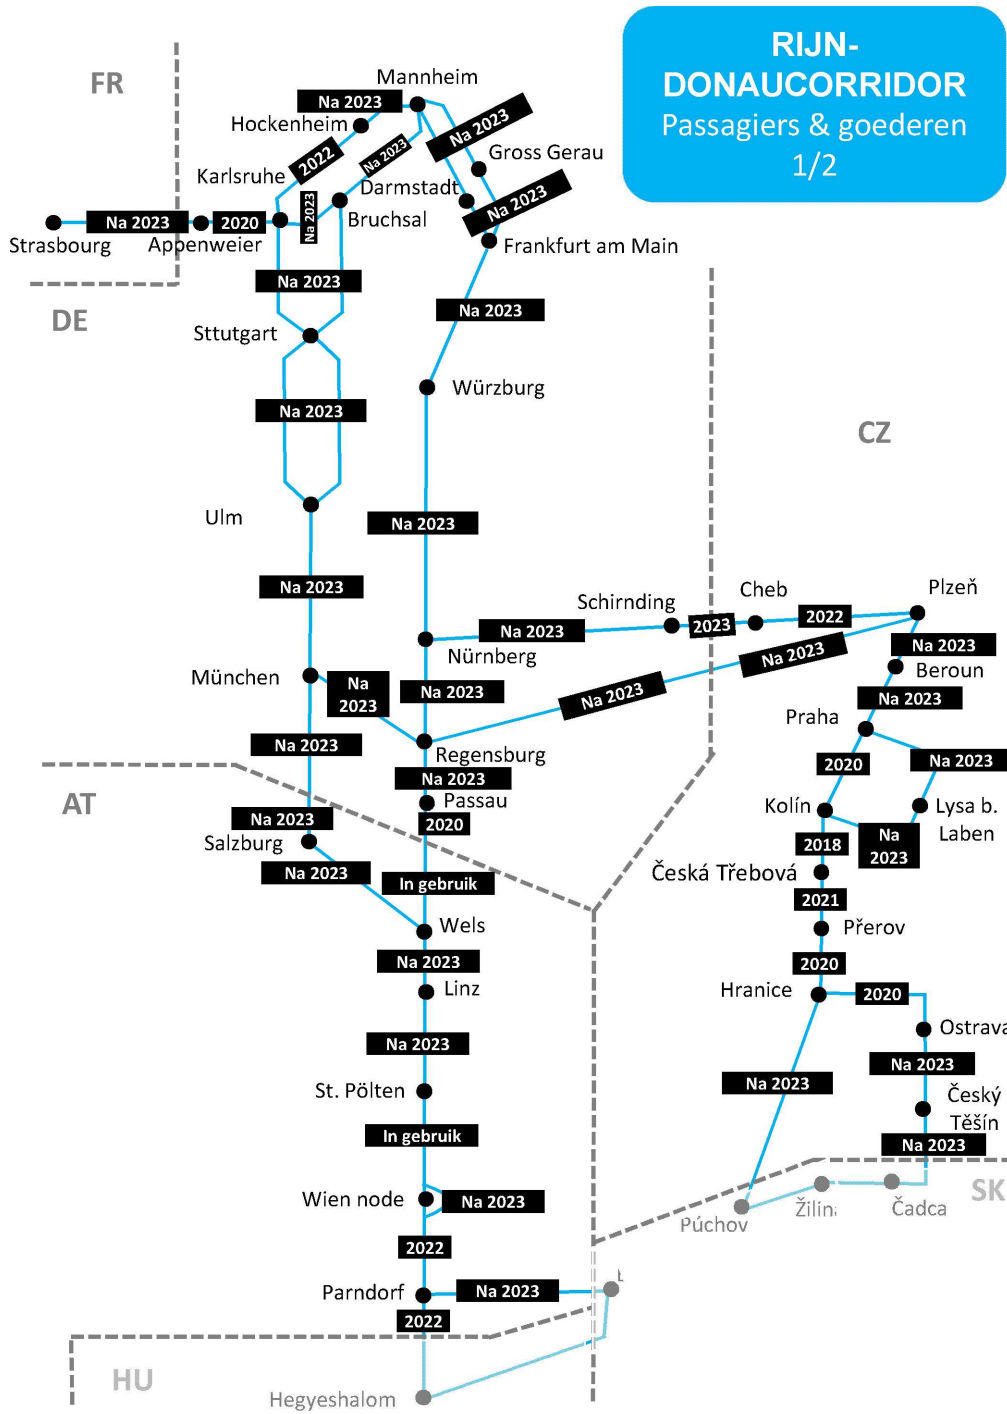 RIJN-
DONAUCORRIDOR
Passagiers & goederen
1/2
FR
Mannheim
Na 2023
Hockenheim
Na 2023
2022
Na 2023
Gross Gerau
Karlsruhe
Darmstadt
Na 2023
Bruchsal
Na 2023
Na 2023
2020
Strasbourg
Appenweier
Frankfurt am Main
Na 2023
Na 2023
DE
Sttutgart
Würzburg
Na 2023
CZ
Ulm
Na 2023
Na 2023
Schirnding
Cheb
Plzeň
2023
2022
Na 2023
Nürnberg
Na 2023
Na 2023
Beroun
München
Na
2023
Na 2023
Na 2023
Na 2023
Praha
Na 2023
Regensburg
2020
Na 2023
Na 2023
AT
Passau
Kolín
Lysa b.
Laben
Na 2023
2020
Salzburg
2018
Na
2023
Na 2023
In gebruik
Česká Třebová
2021
Wels
Přerov
Na 2023
2020
Linz
Hranice
2020
Ostrava
Na 2023
Na 2023
Na 2023
St. Pölten
Český
Těšín
In gebruik
Na 2023
SK
Wien node
Na 2023
Púchov
Čadca
2022
Parndorf
Na 2023
2022
HU
Hegyeshalom